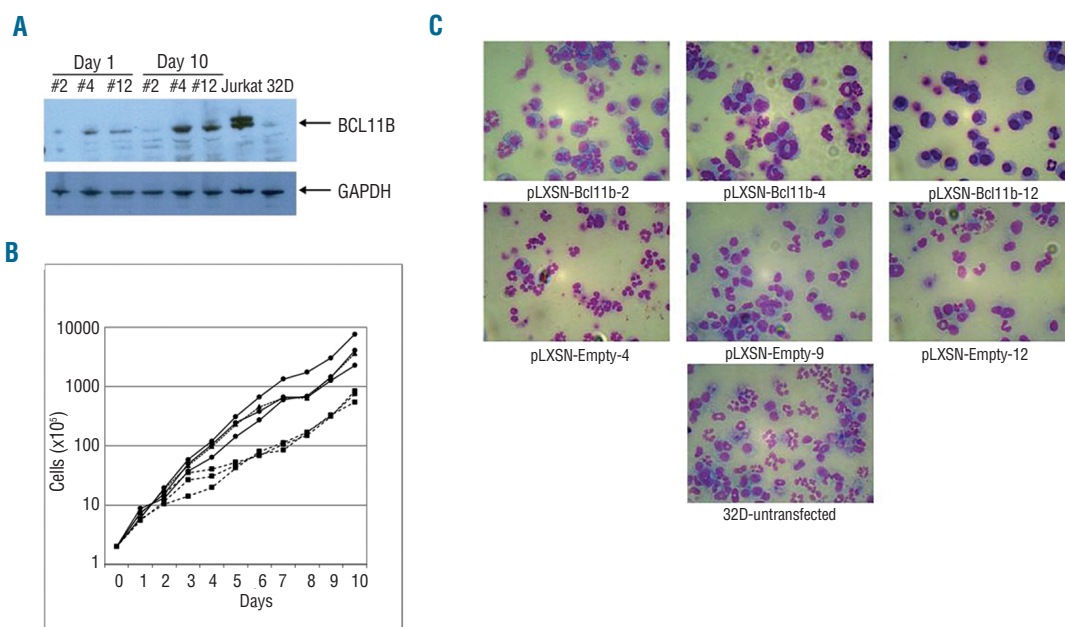 A
Day 1 Day 10
#2 #4 #12 #2 #4 #12 Jurkat 32D
BCL11B
GAPDH
B
Cells (x10⁵)
10000
1000
100
10
1
0 1 2 3 4 5 6 7 8 9 10
Days
C
pLXSN-Bcl11b-2 pLXSN-Bcl11b-4 pLXSN-Bcl11b-12
pLXSN-Empty-4 pLXSN-Empty-9 pLXSN-Empty-12
32D-untransfected